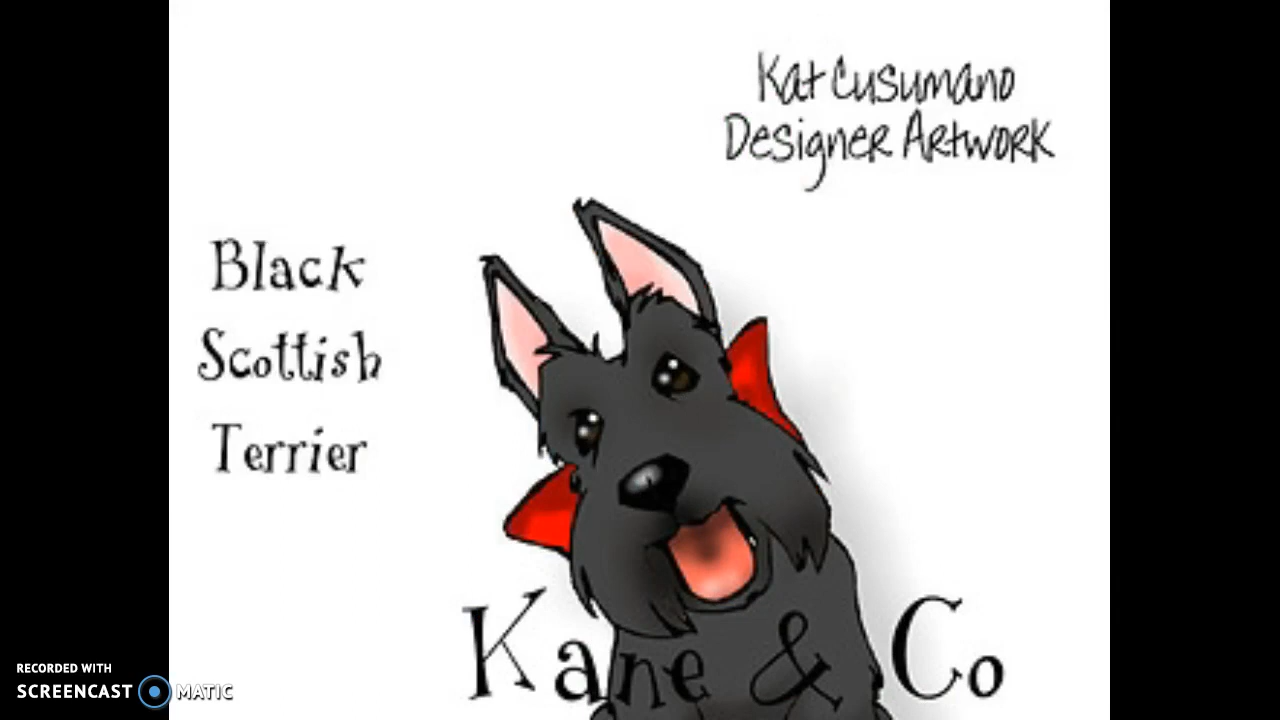 Kat Cusumano
Designer Artwork
Black
Scottish
Terrier
Kane & Co
RECORDED WITH
SCREENCAST MATIC